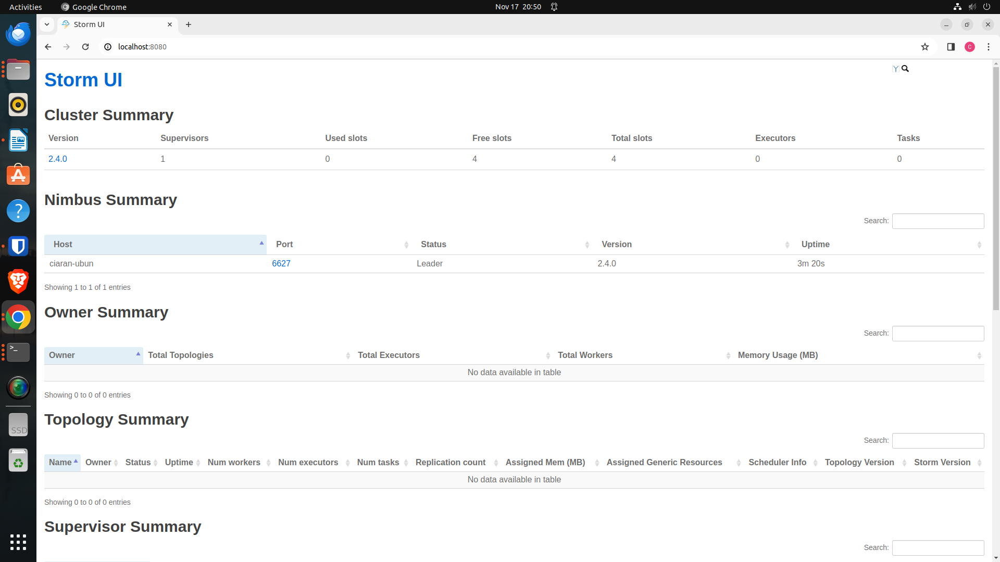 Activities Google Chrome Nov 17 20:50
Storm UI
localhost:8080 C
Storm UI
Cluster Summary
Version Supervisors Used slots Free slots Total slots Executors Tasks
2.4.0 1 0 4 4 0 0
Nimbus Summary
Search:
Host Port Status Version Uptime
ciaran-ubun 6627 Leader 2.4.0 3m 20s
Showing 1 to 1 of 1 entries
Owner Summary
Search:
Owner Total Topologies Total Executors Total Workers Memory Usage (MB)
No data available in table
Showing 0 to 0 of 0 entries
Topology Summary
Search:
Name Owner Status Uptime Num workers Num executors Num tasks Replication count Assigned Mem (MB) Assigned Generic Resources Scheduler Info Topology Version Storm Version
No data available in table
Showing 0 to 0 of 0 entries
Supervisor Summary
Search:
SSD